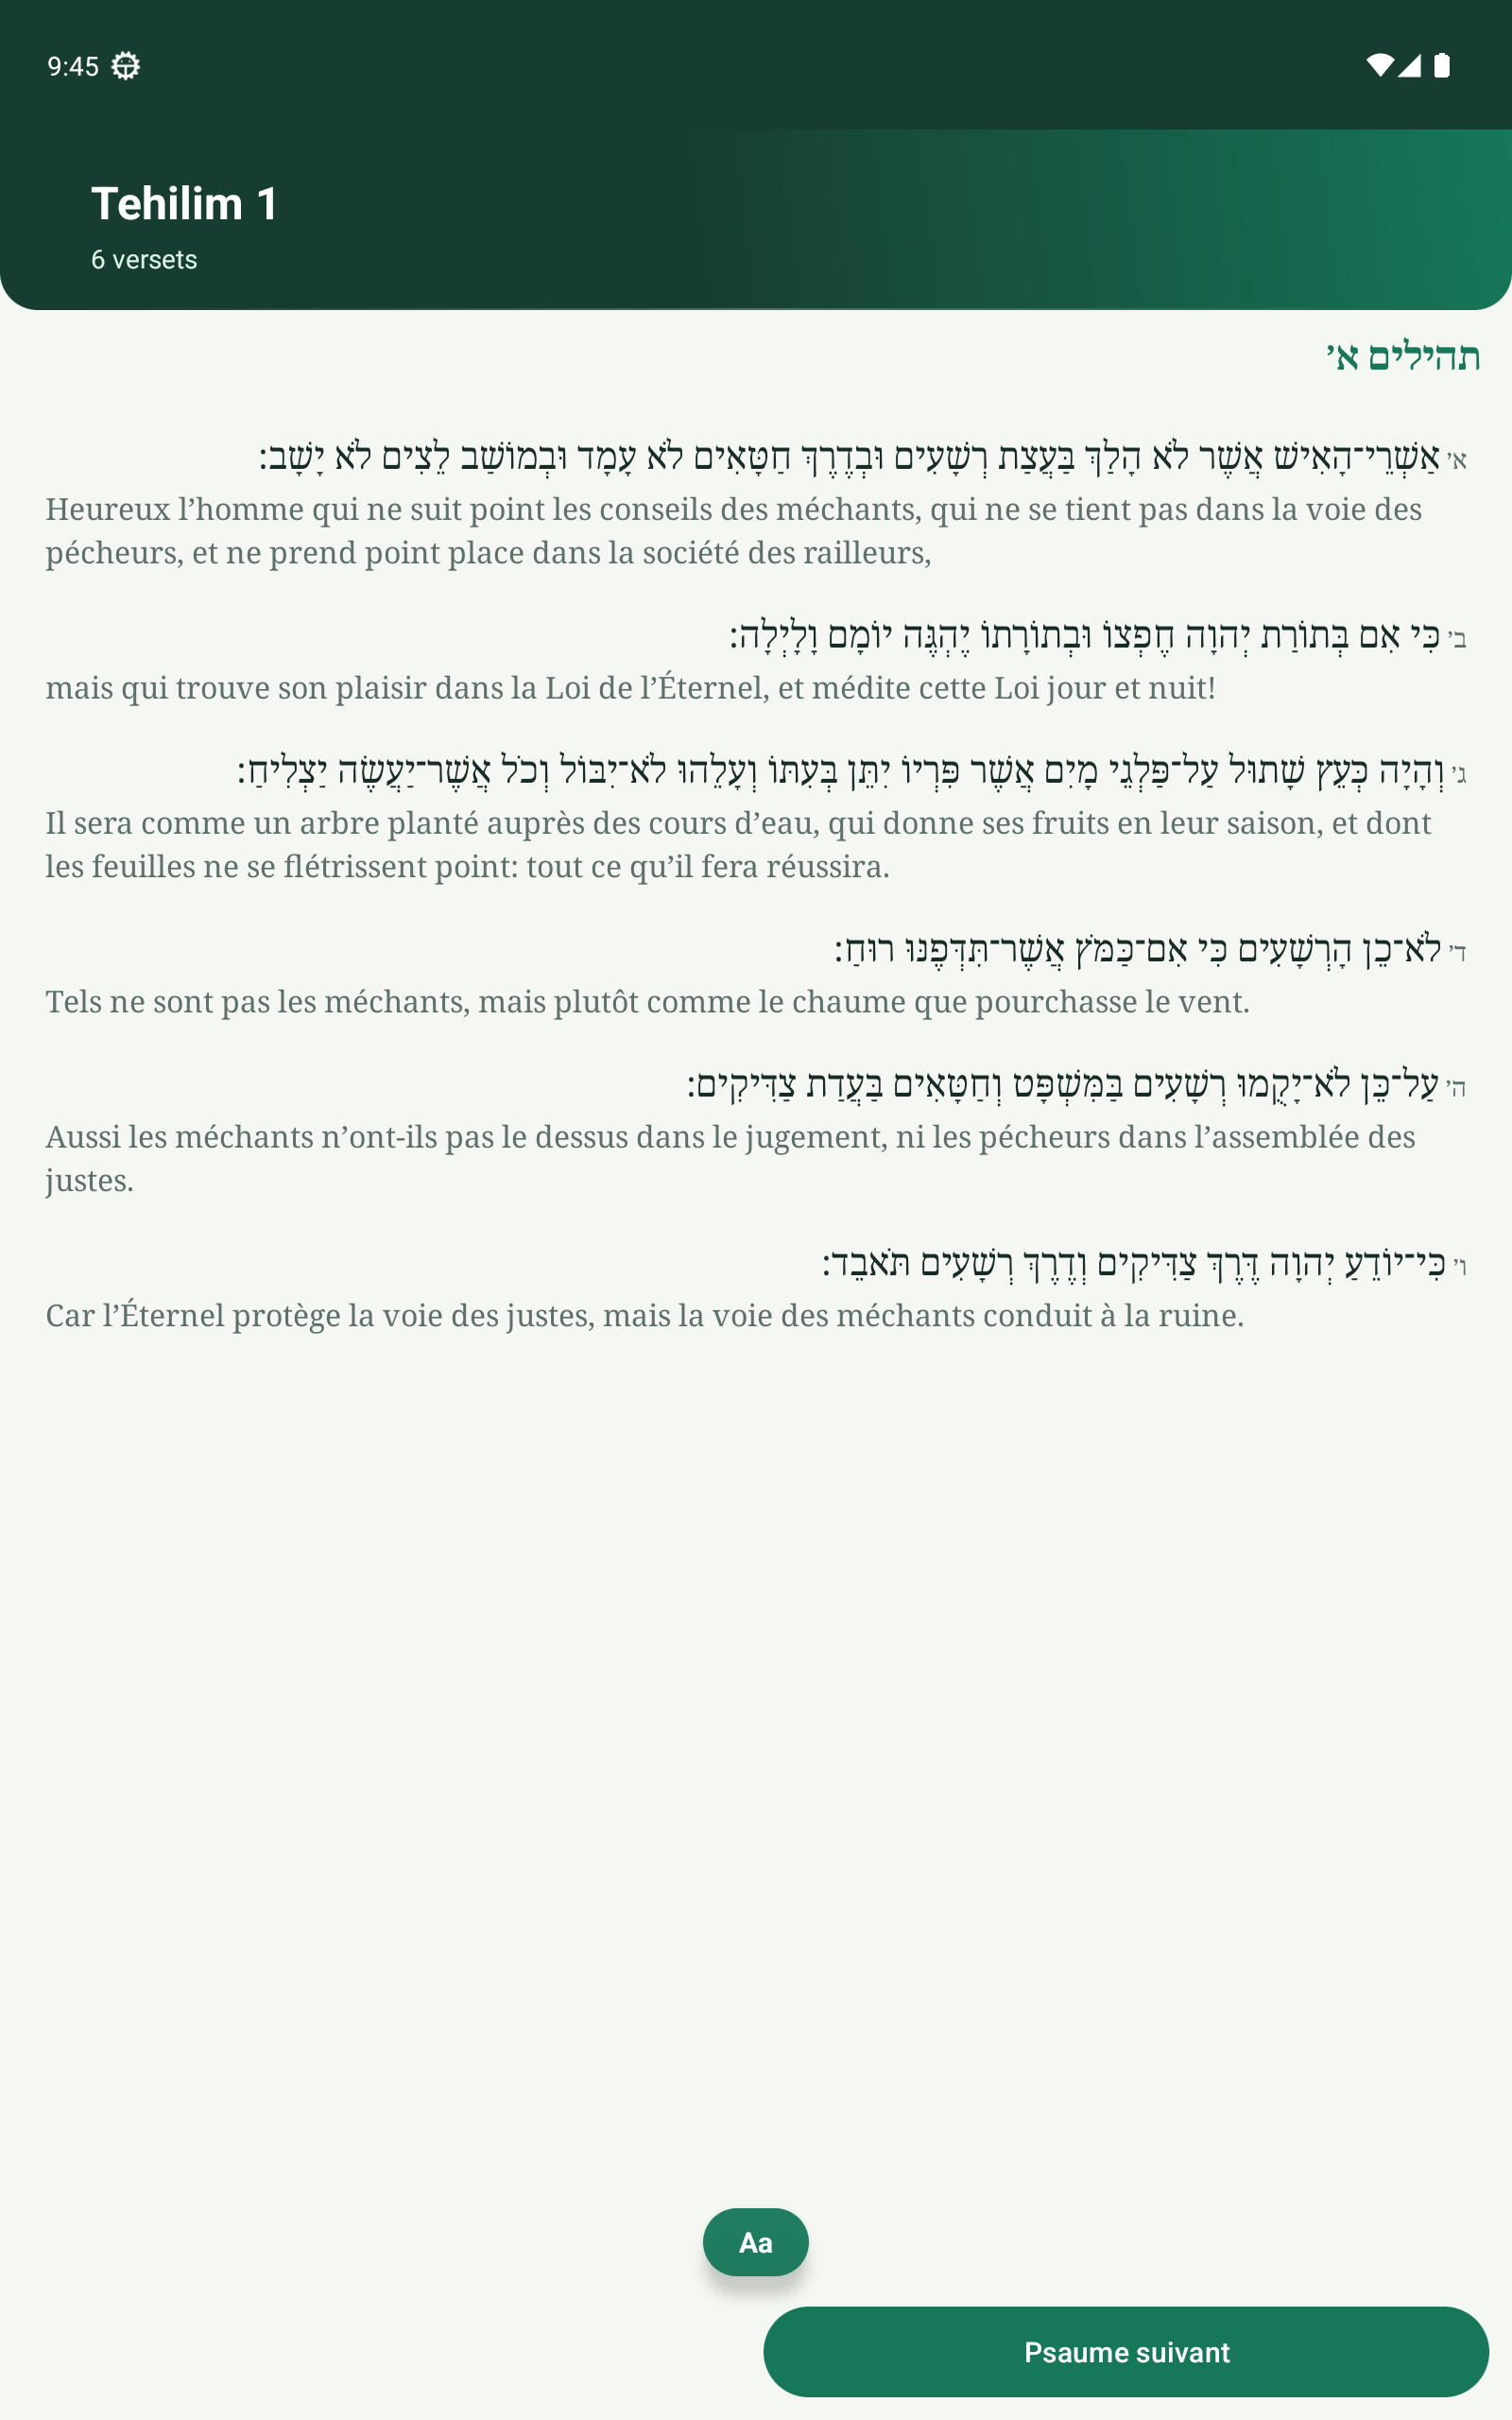 9:45
Tehilim 1
6 versets
תהילים א׳
א׳ אַשְׁרֵי־הָאִישׁ אֲשֶׁר לֹא הָלַךְ בַּעֲצַת רְשָׁעִים וּבְדֶרֶךְ חַטָּאִים לֹא עָמָד וּבְמוֹשַׁב לֵצִים לֹא יָשָׁב׃
Heureux l’homme qui ne suit point les conseils des méchants, qui ne se tient pas dans la voie des
pécheurs, et ne prend point place dans la société des railleurs,
ב׳ כִּי אִם בְּתוֹרַת יְהוָה חֶפְצוֹ וּבְתוֹרָתוֹ יֶהְגֶּה יוֹמָם וָלָיְלָה׃
mais qui trouve son plaisir dans la Loi de l’Éternel, et médite cette Loi jour et nuit!
ג׳ וְהָיָה כְּעֵץ שָׁתוּל עַל־פַּלְגֵי מָיִם אֲשֶׁר פִּרְיוֹ יִתֵּן בְּעִתּוֹ וְעָלֵהוּ לֹא־יִבּוֹל וְכֹל אֲשֶׁר־יַעֲשֶׂה יַצְלִיחַ׃
Il sera comme un arbre planté auprès des cours d’eau, qui donne ses fruits en leur saison, et dont
les feuilles ne se flétrissent point: tout ce qu’il fera réussira.
ד׳ לֹא־כֵן הָרְשָׁעִים כִּי אִם־כַּמֹּץ אֲשֶׁר־תִּדְּפֶנּוּ רוּחַ׃
Tels ne sont pas les méchants, mais plutôt comme le chaume que pourchasse le vent.
ה׳ עַל־כֵּן לֹא־יָקֻמוּ רְשָׁעִים בַּמִּשְׁפָּט וְחַטָּאִים בַּעֲדַת צַדִּיקִים׃
Aussi les méchants n’ont-ils pas le dessus dans le jugement, ni les pécheurs dans l’assemblée des
justes.
ו׳ כִּי־יוֹדֵעַ יְהוָה דֶּרֶךְ צַדִּיקִים וְדֶרֶךְ רְשָׁעִים תֹּאבֵד׃
Car l’Éternel protège la voie des justes, mais la voie des méchants conduit à la ruine.
Aa
Psaume suivant